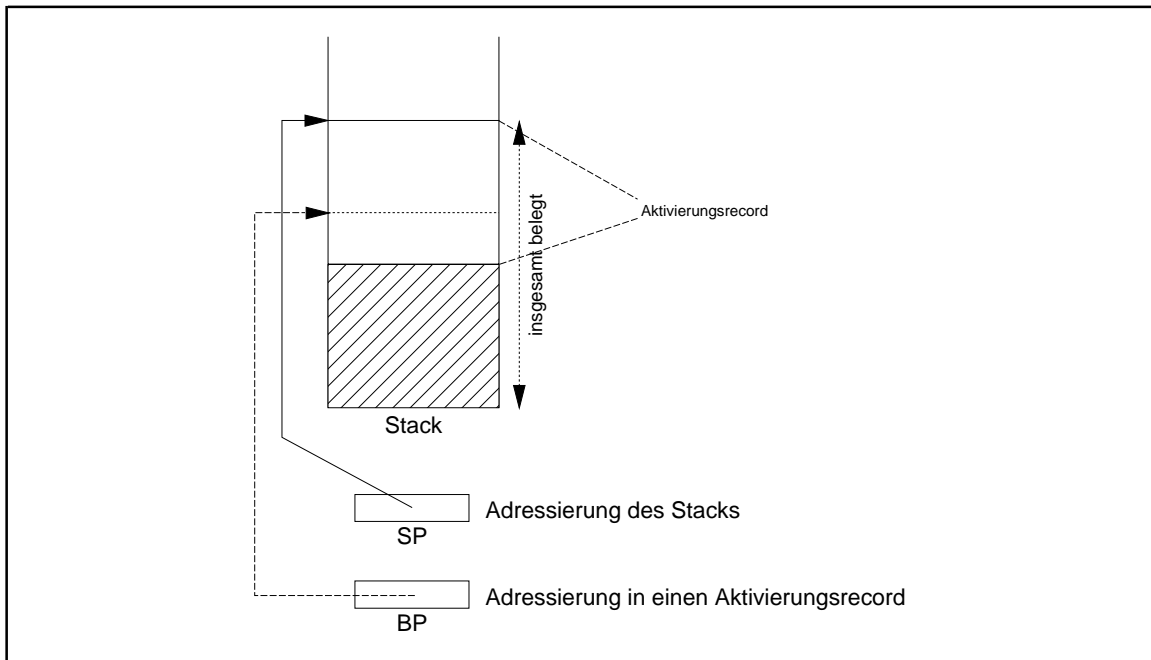 Aktivierungsrecord
insgesamt belegt
Stack
Adressierung des Stacks
SP
Adressierung in einen Aktivierungsrecord
BP